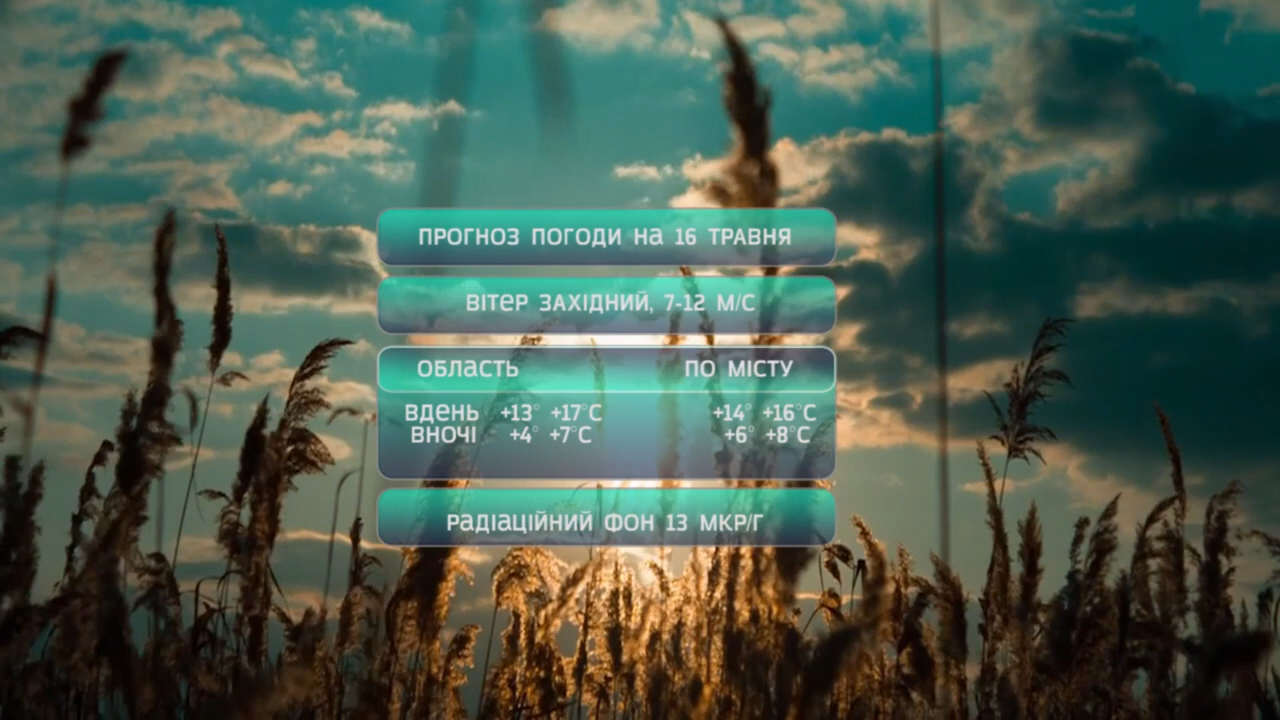 ПРОГНОЗ ПОГОДИ НА 16 ТРАВНЯ
ВІТЕР ЗАХІДНИЙ, 7-12 М/С
ОБЛАСТЬ ПО МІСТУ
ВДЕНЬ +13° +17°С +14° +16°С
ВНОЧІ +4° +7°С +6° +8°С
РАДІАЦІЙНИЙ ФОН 13 МКР/Г